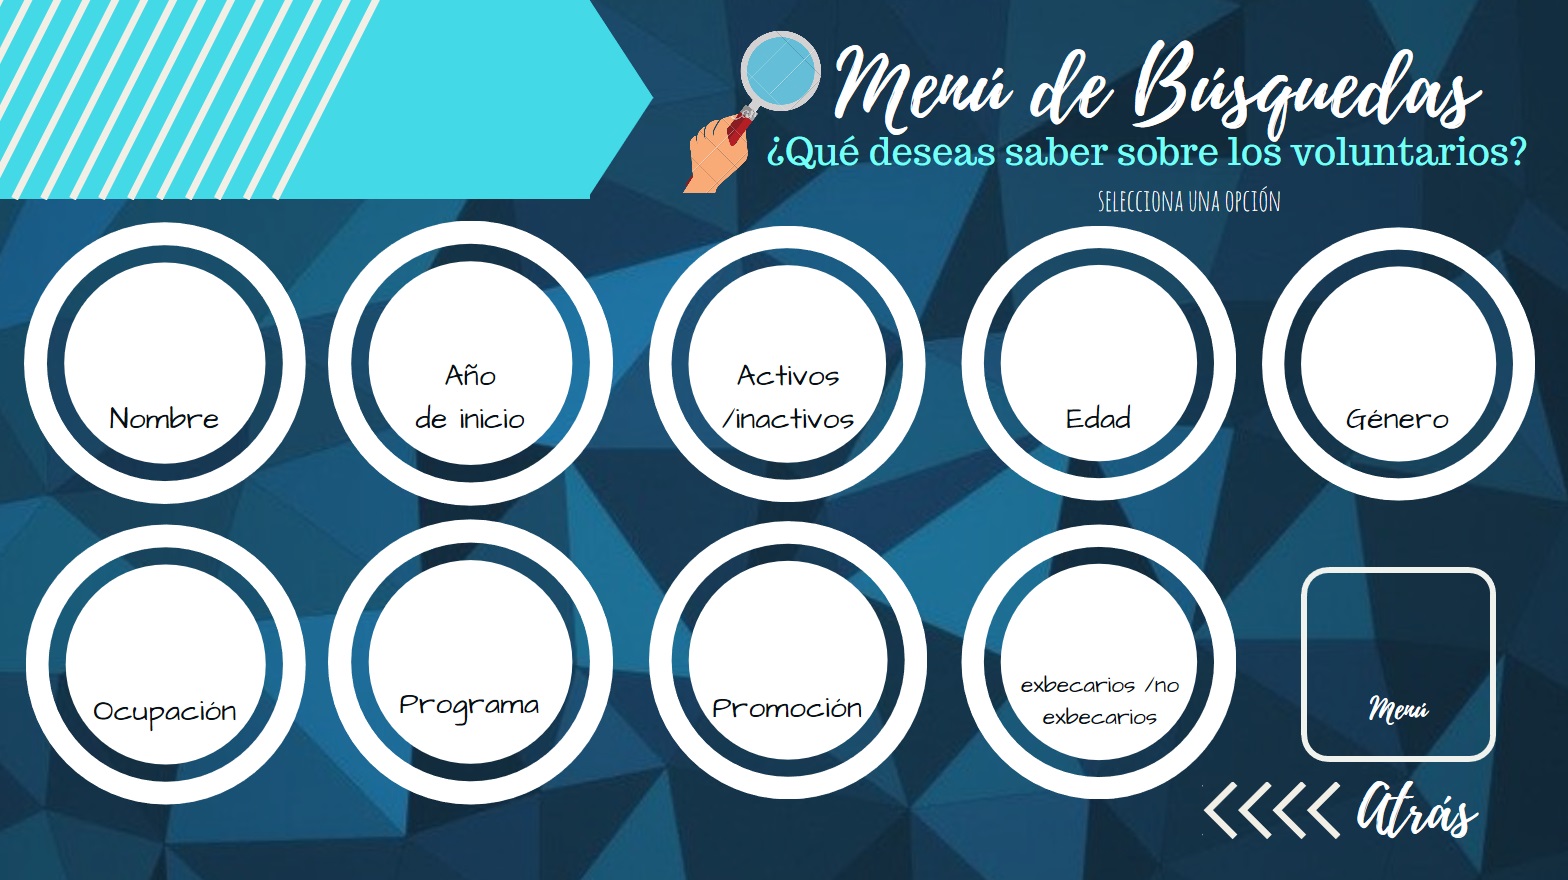 Menú de Búsquedas
¿Qué deseas saber sobre los voluntarios?
SELECCIONA UNA OPCIÓN
Nombre
Año
de inicio
Activos
/inactivos
Edad
Género
Ocupación
Programa
Promoción
exbecarios /no
exbecarios
Menú
Atrás